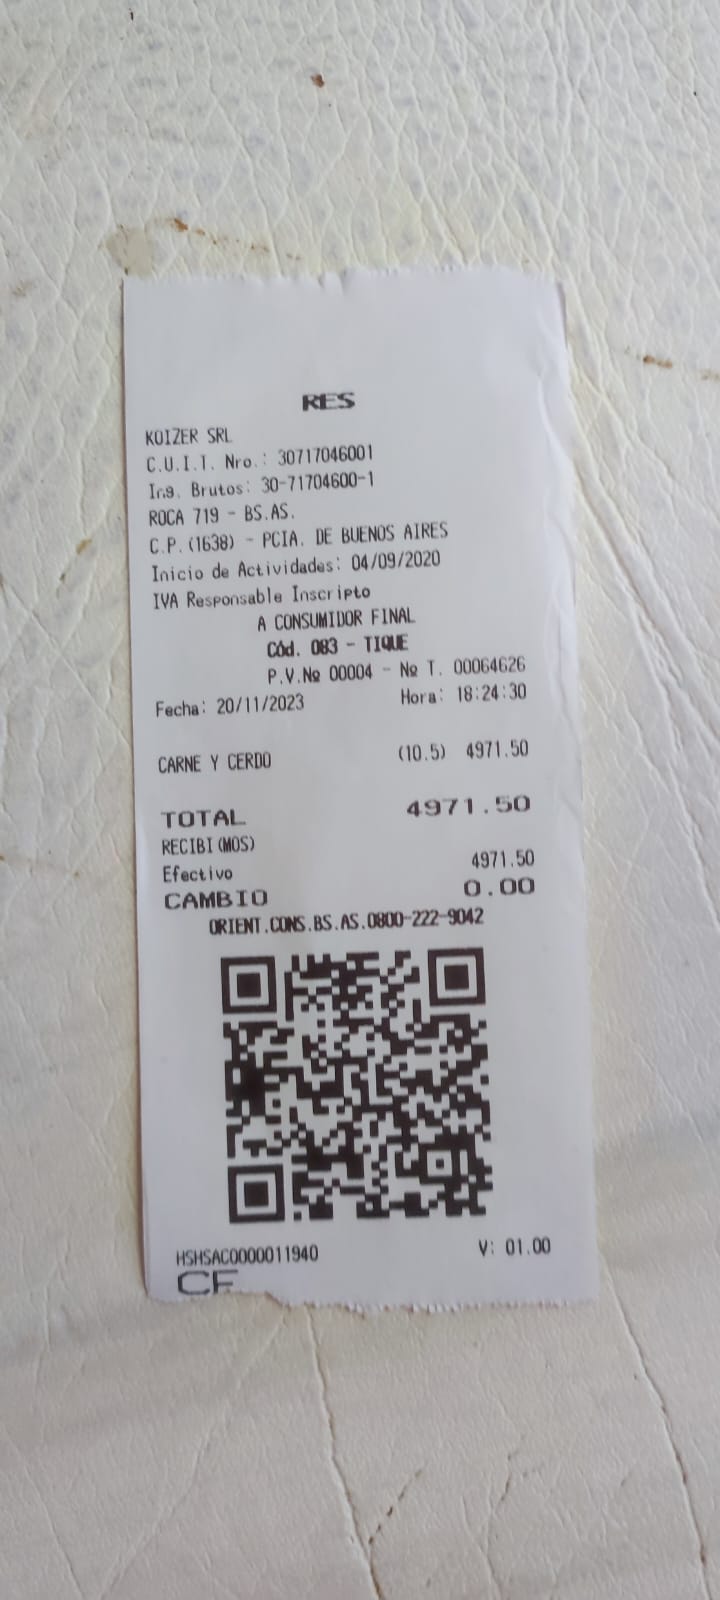 RES
KOIZER SRL
C.U.I.T. Nro.: 30717046001
Ing. Brutos: 30-71704600-1
ROCA 719 - BS.AS.
C.P. (1638) - PCIA. DE BUENOS AIRES
Inicio de Actividades: 04/09/2020
IVA Responsable Inscripto
A CONSUMIDOR FINAL
Cód. 083 - TIQUE
P.V.Nº 00004 - Nº T. 00064626
Fecha: 20/11/2023 Hora: 18:24:30
CARNE Y CERDO (10.5) 4971.50
TOTAL 4971.50
RECIBI(MOS)
Efectivo 4971.50
CAMBIO 0.00
ORIENT.CONS.BS.AS.0800-222-9042
HSHSAC0000011940 V: 01.00
CF